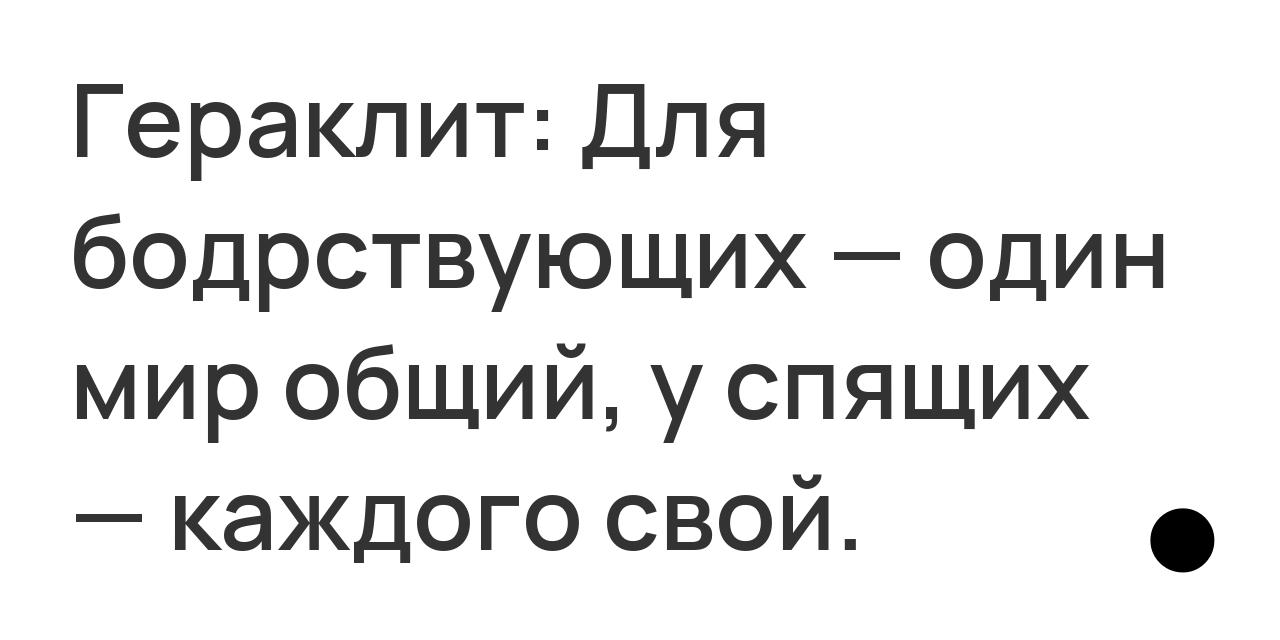 Гераклит: Для
бодрствующих — один
мир общий, у спящих
— каждого свой.